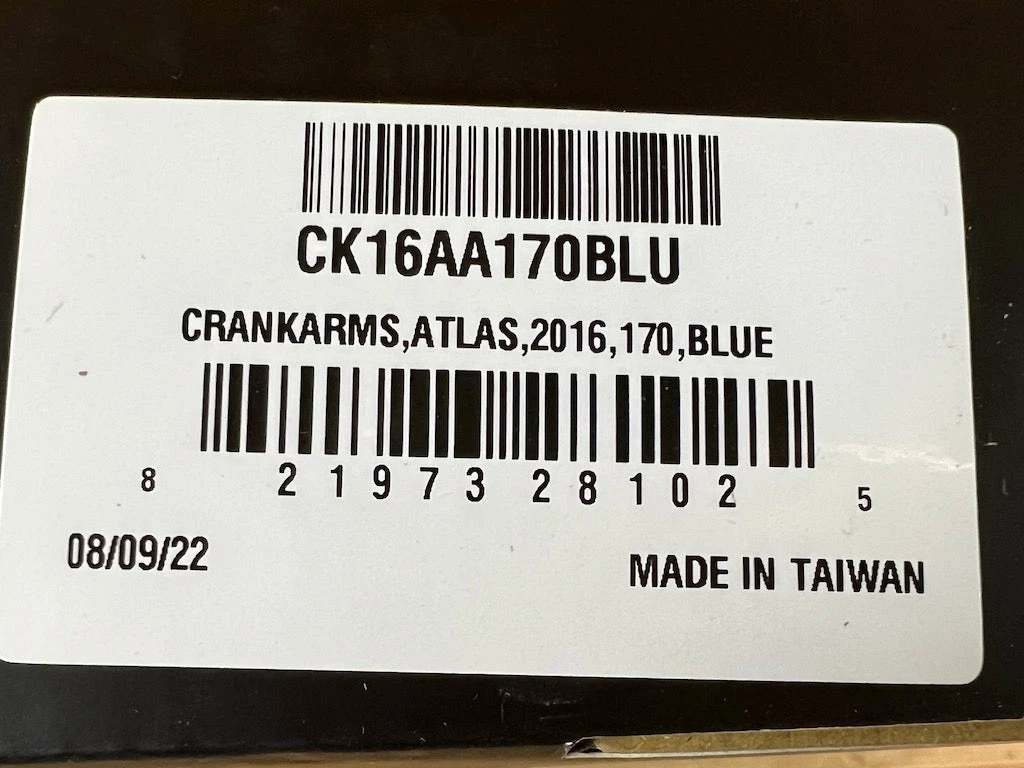 CK16AA170BLU
CRANKARMS,ATLAS,2016,170,BLUE
8 21973 28102 5
08/09/22
MADE IN TAIWAN